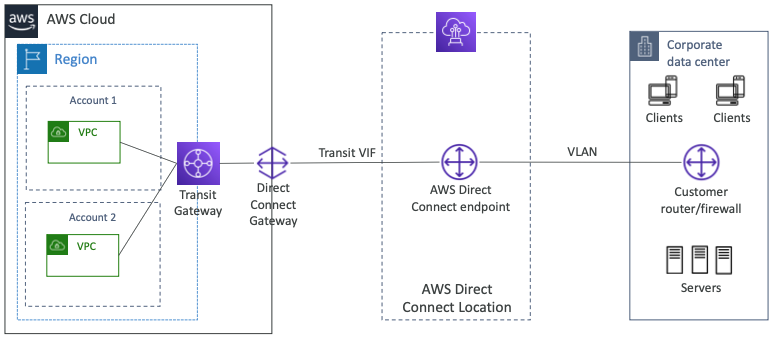 aws
AWS Cloud
Region
Account 1
VPC
Account 2
VPC
Transit
Gateway
Direct
Connect
Gateway
Transit VIF
AWS Direct
Connect endpoint
AWS Direct
Connect Location
VLAN
Corporate
data center
Clients
Clients
Customer
router/firewall
Servers